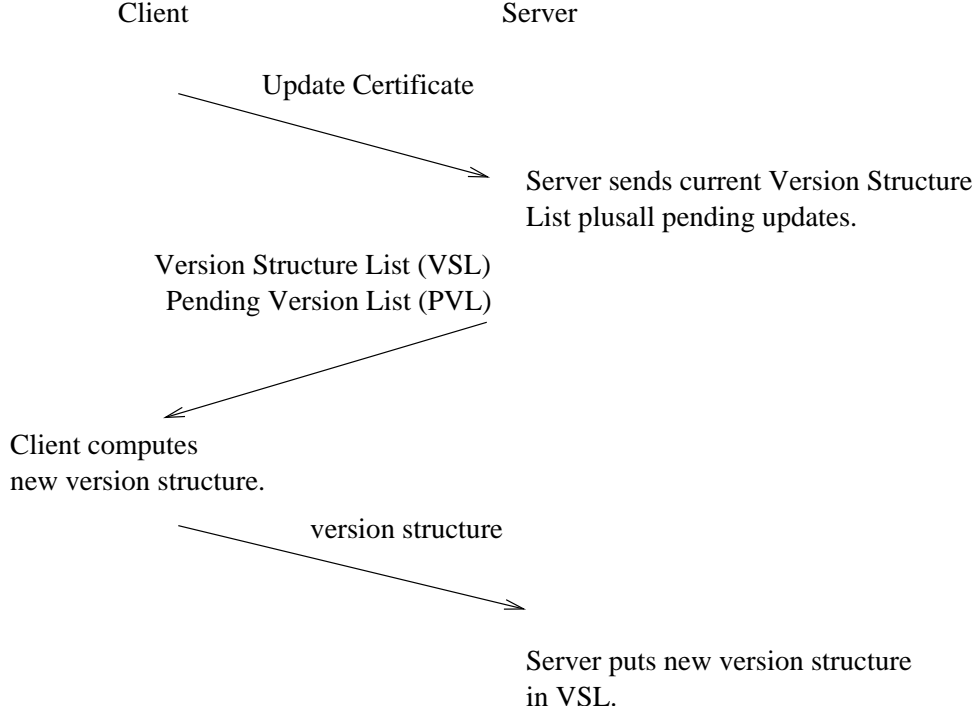 Client
Server
Update Certificate
Server sends current Version Structure
List plusall pending updates.
Version Structure List (VSL)
Pending Version List (PVL)
Client computes
new version structure.
version structure
Server puts new version structure
in VSL.